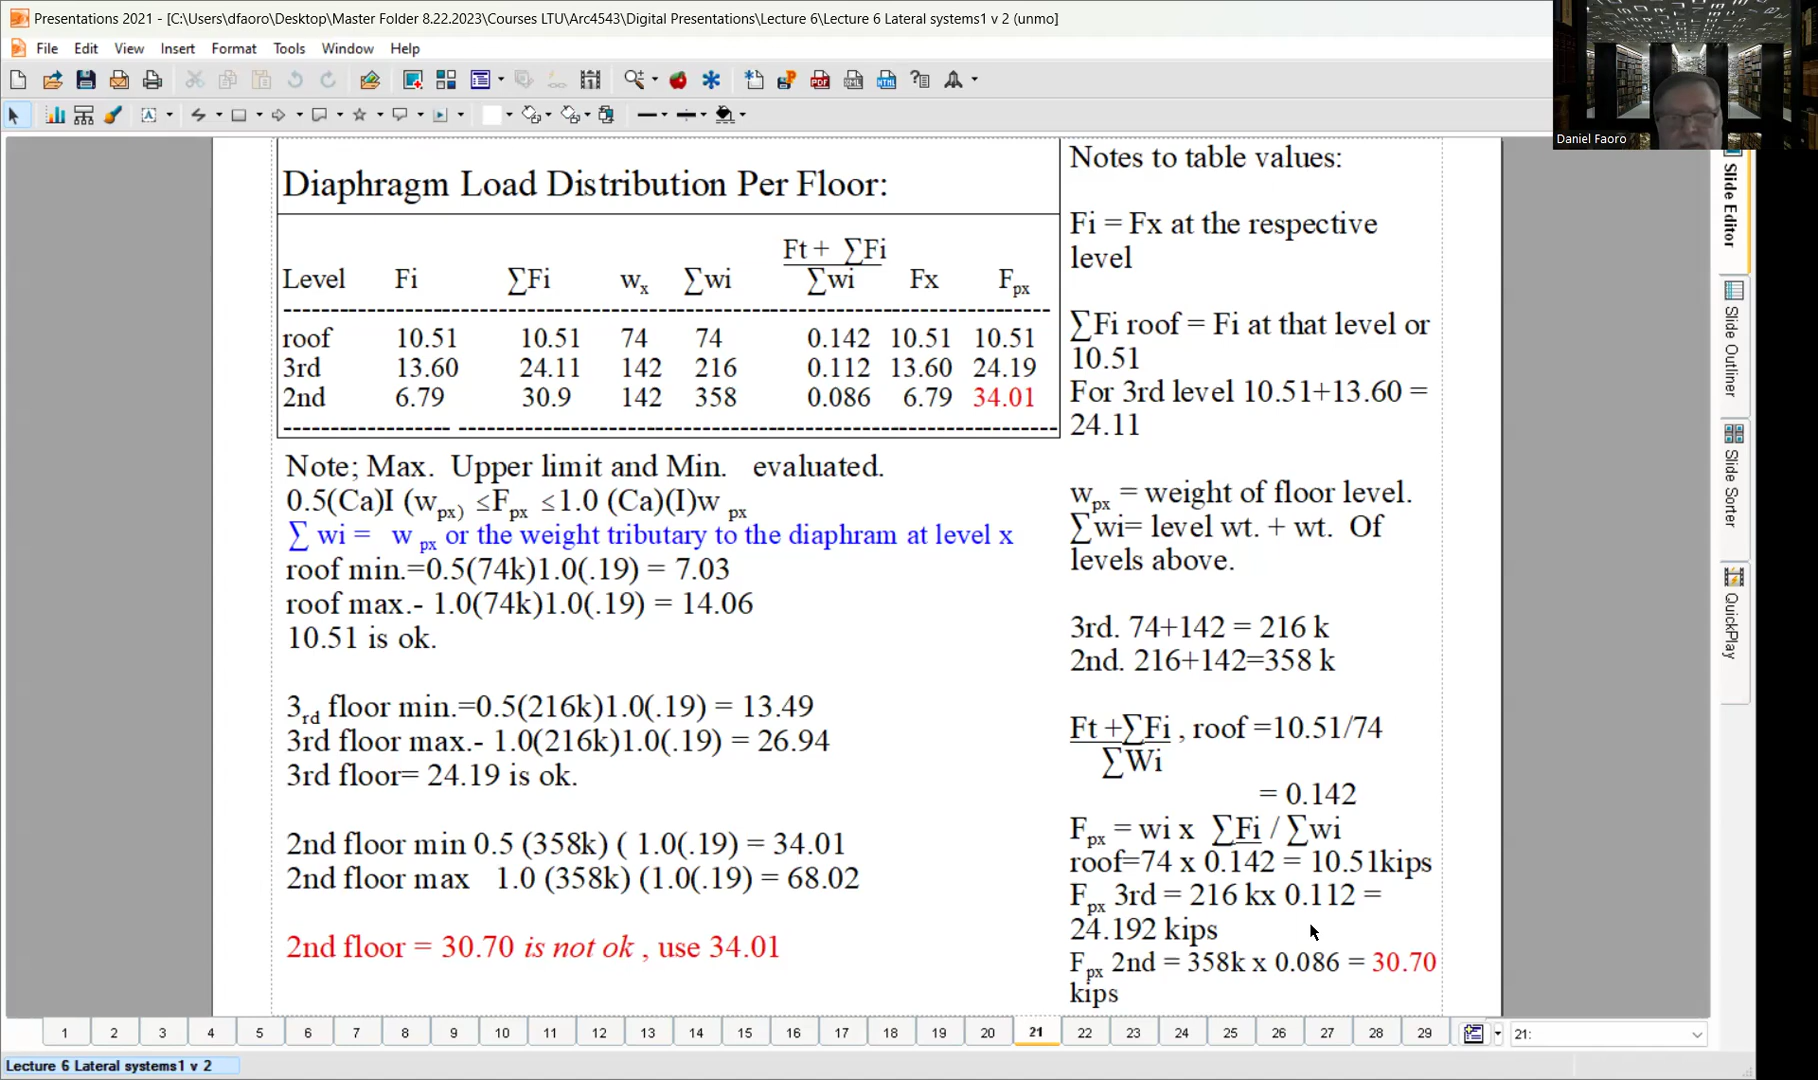 Presentations 2021 - [C:\Users\dfaoro\Desktop\Master Folder 8.22.2023\Courses LTU\Arc4543\Digital Presentations\Lecture 6\Lecture 6 Lateral systems1 v 2 (unmo)
File Edit View Insert Format Tools Window Help
Daniel Faoro
Diaphragm Load Distribution Per Floor:
Ft + ∑Fi
Level Fi ∑Fi wx ∑wi ∑wi Fx Fpx
roof 10.51 10.51 74 74 0.142 10.51 10.51
3rd 13.60 24.11 142 216 0.112 13.60 24.19
2nd 6.79 30.9 142 358 0.086 6.79 34.01
Note; Max. Upper limit and Min. evaluated.
0.5(Ca)I (wpx) ≤Fpx ≤1.0 (Ca)(I)w px
∑ wi = w px or the weight tributary to the diaphram at level x
roof min.=0.5(74k)1.0(.19) = 7.03
roof max.- 1.0(74k)1.0(.19) = 14.06
10.51 is ok.
3rd floor min.=0.5(216k)1.0(.19) = 13.49
3rd floor max.- 1.0(216k)1.0(.19) = 26.94
3rd floor= 24.19 is ok.
2nd floor min 0.5 (358k) ( 1.0(.19) = 34.01
2nd floor max 1.0 (358k) (1.0(.19) = 68.02
2nd floor = 30.70 is not ok , use 34.01
Notes to table values:
Fi = Fx at the respective
level
∑Fi roof = Fi at that level or
10.51
For 3rd level 10.51+13.60 =
24.11
wpx = weight of floor level.
∑wi= level wt. + wt. Of
levels above.
3rd. 74+142 = 216 k
2nd. 216+142=358 k
Ft +∑Fi , roof =10.51/74
∑Wi
= 0.142
Fpx = wi x ∑Fi / ∑wi
roof=74 x 0.142 = 10.51kips
Fpx 3rd = 216 kx 0.112 =
24.192 kips
Fpx 2nd = 358k x 0.086 = 30.70
kips
Slide Editor
Slide Outliner
Slide Sorter
QuickPlay
1 2 3 4 5 6 7 8 9 10 11 12 13 14 15 16 17 18 19 20 21 22 23 24 25 26 27 28 29 21:
Lecture 6 Lateral systems1 v 2